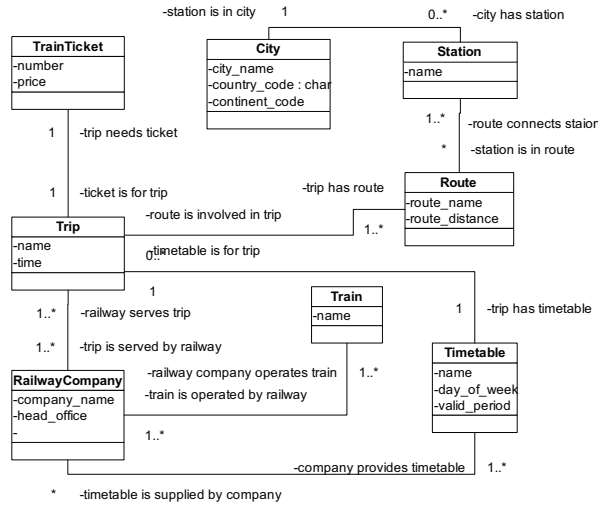 -station is in city 1 0..* -city has station
TrainTicket
-number
-price
City
-city_name
-country_code : char
-continent_code
Station
-name
1 -trip needs ticket
1..* -route connects staion
* -station is in route
1 -ticket is for trip
-trip has route
Route
-route_name
-route_distance
-route is involved in trip
1..*
Trip
-name
-time
0..*
-timetable is for trip
1
Train
-name
1 -trip has timetable
1..* -railway serves trip
1..* -trip is served by railway
Timetable
-name
-day_of_week
-valid_period
RailwayCompany
-company_name
-head_office
-
-railway company operates train 1..*
-train is operated by railway
1..*
-company provides timetable 1..*
* -timetable is supplied by company